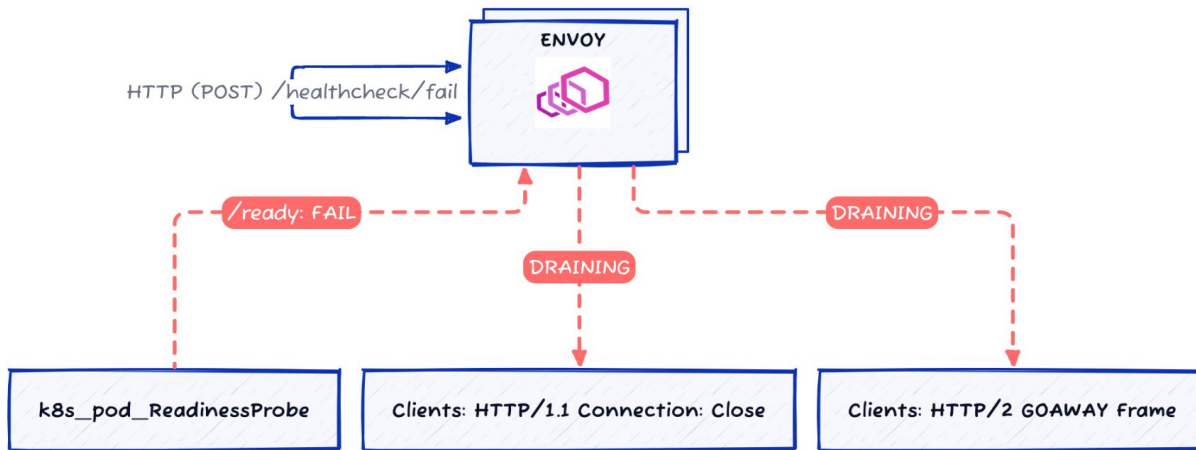 ENVOY
HTTP (POST) /healthcheck/fail
/ready: FAIL
DRAINING
DRAINING
k8s_pod_ReadinessProbe
Clients: HTTP/1.1 Connection: Close
Clients: HTTP/2 GOAWAY Frame